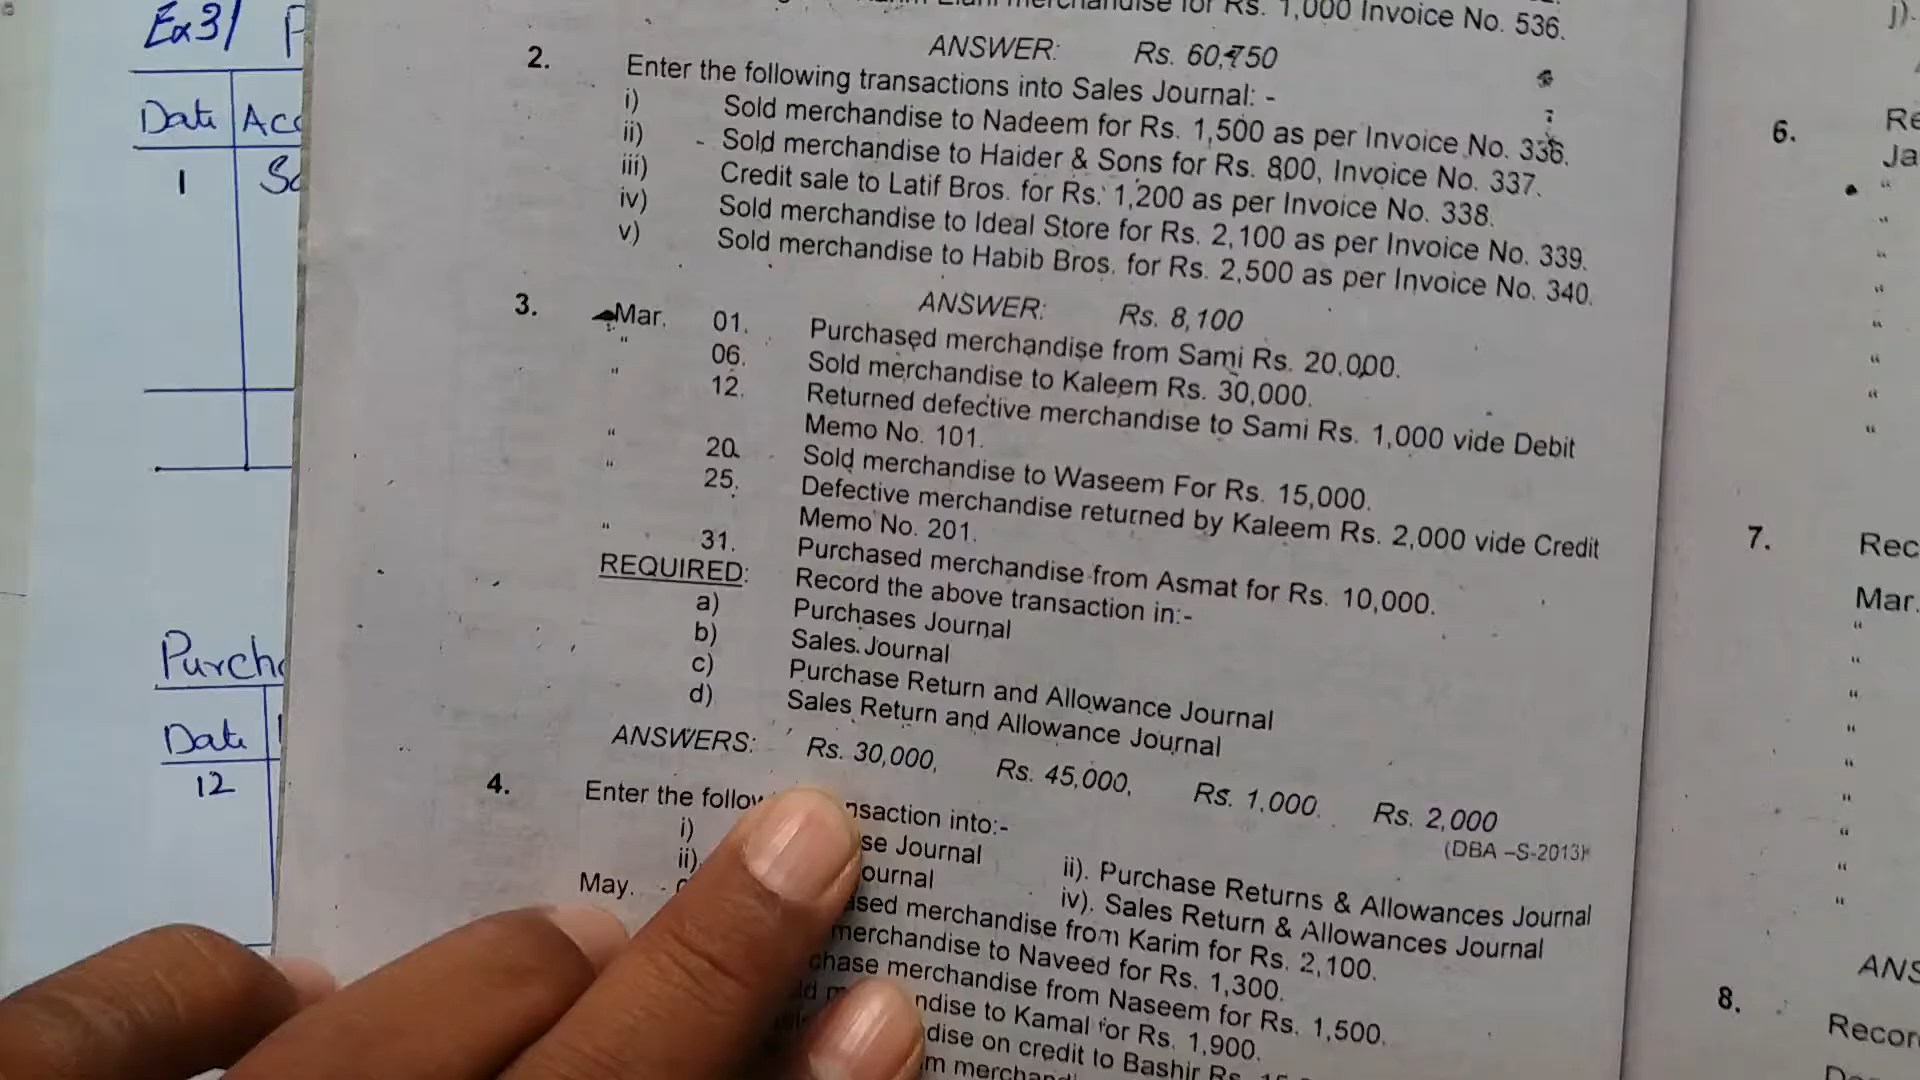 Ex3/ P
Date Acc
1
Purch
Date
12
Invoice No. 536.
ANSWER: Rs. 60,750
2. Enter the following transactions into Sales Journal: -
i) Sold merchandise to Nadeem for Rs. 1,500 as per Invoice No. 336.
ii) Sold merchandise to Haider & Sons for Rs. 800, Invoice No. 337.
iii) Credit sale to Latif Bros. for Rs. 1,200 as per Invoice No. 338.
iv) Sold merchandise to Ideal Store for Rs. 2,100 as per Invoice No. 339.
v) Sold merchandise to Habib Bros. for Rs. 2,500 as per Invoice No. 340.
ANSWER: Rs. 8,100
3. Mar. 01. Purchased merchandise from Sami Rs. 20.000.
" 06. Sold merchandise to Kaleem Rs. 30,000.
" 12. Returned defective merchandise to Sami Rs. 1,000 vide Debit
Memo No. 101.
" 20. Sold merchandise to Waseem For Rs. 15,000.
" 25. Defective merchandise returned by Kaleem Rs. 2,000 vide Credit
Memo No. 201.
" 31. Purchased merchandise from Asmat for Rs. 10,000.
REQUIRED: Record the above transaction in:-
a) Purchases Journal
b) Sales Journal
c) Purchase Return and Allowance Journal
d) Sales Return and Allowance Journal
ANSWERS: Rs. 30,000, Rs. 45,000, Rs. 1.000. Rs. 2,000
(DBA –S-2013)
4. Enter the follow nsaction into:-
i) se Journal ii). Purchase Returns & Allowances Journal
ii) ournal iv). Sales Return & Allowances Journal
May. ased merchandise from Karim for Rs. 2,100.
merchandise to Naveed for Rs. 1,300.
chase merchandise from Naseem for Rs. 1,500.
ndise to Kamal for Rs. 1,900.
dise on credit to Bashir Rs.
m merchand
j).
6. Re
Ja
7. Rec
Mar.
ANS
8. Recor